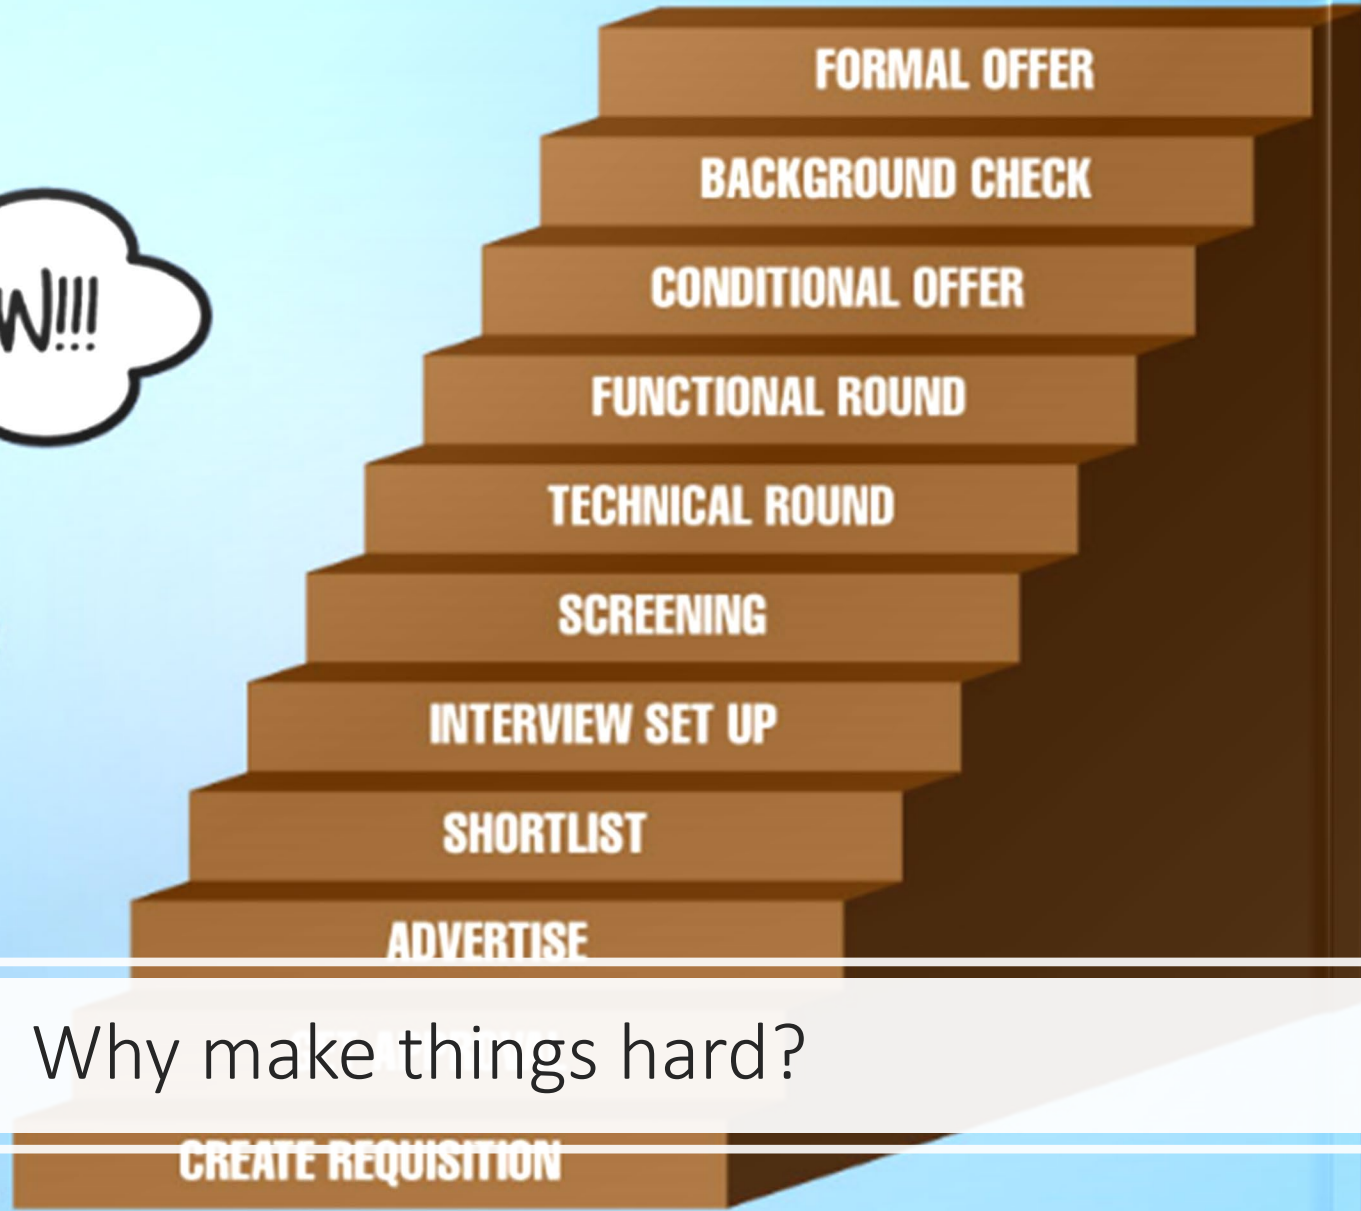 FORMAL OFFER
BACKGROUND CHECK
W!!!
CONDITIONAL OFFER
FUNCTIONAL ROUND
TECHNICAL ROUND
SCREENING
INTERVIEW SET UP
SHORTLIST
ADVERTISE
Why make things hard?
CREATE REQUISITION